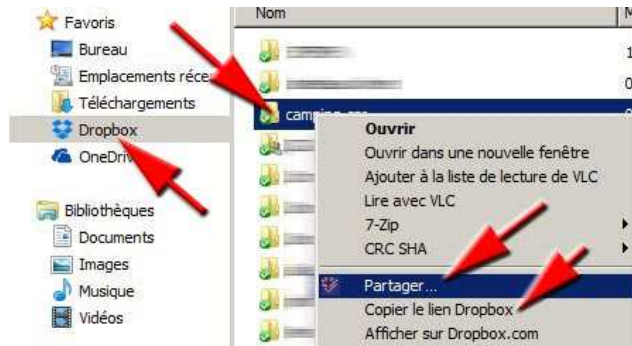 Nom
Favoris
Bureau
Emplacements réce
Téléchargements
Dropbox
OneDriv
Bibliothèques
Documents
Images
Musique
Vidéos
Ouvrir
Ouvrir dans une nouvelle fenêtre
Ajouter à la liste de lecture de VLC
Lire avec VLC
7-Zip
CRC SHA
Partager...
Copier le lien Dropbox
Afficher sur Dropbox.com